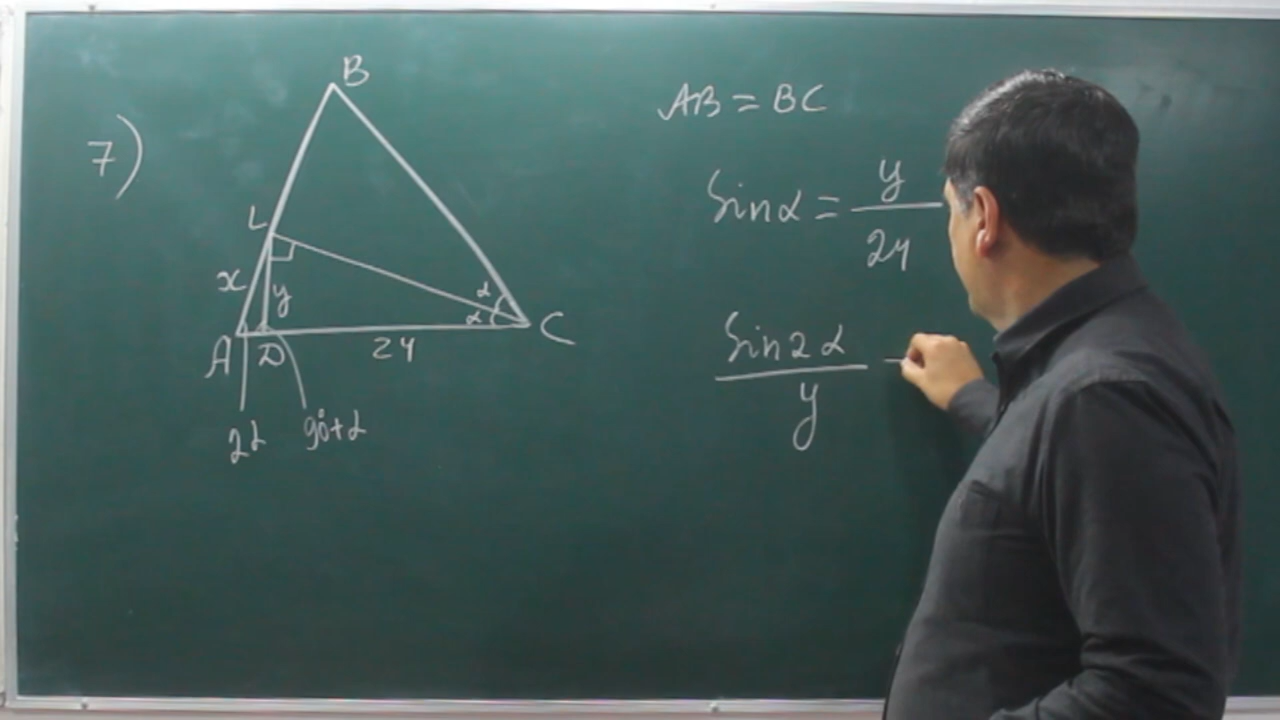 7)
B
L
x
y
α
α
A
D
24
C
2α
90°+α
AB = BC
Sinα = y/24
Sin2α/y =